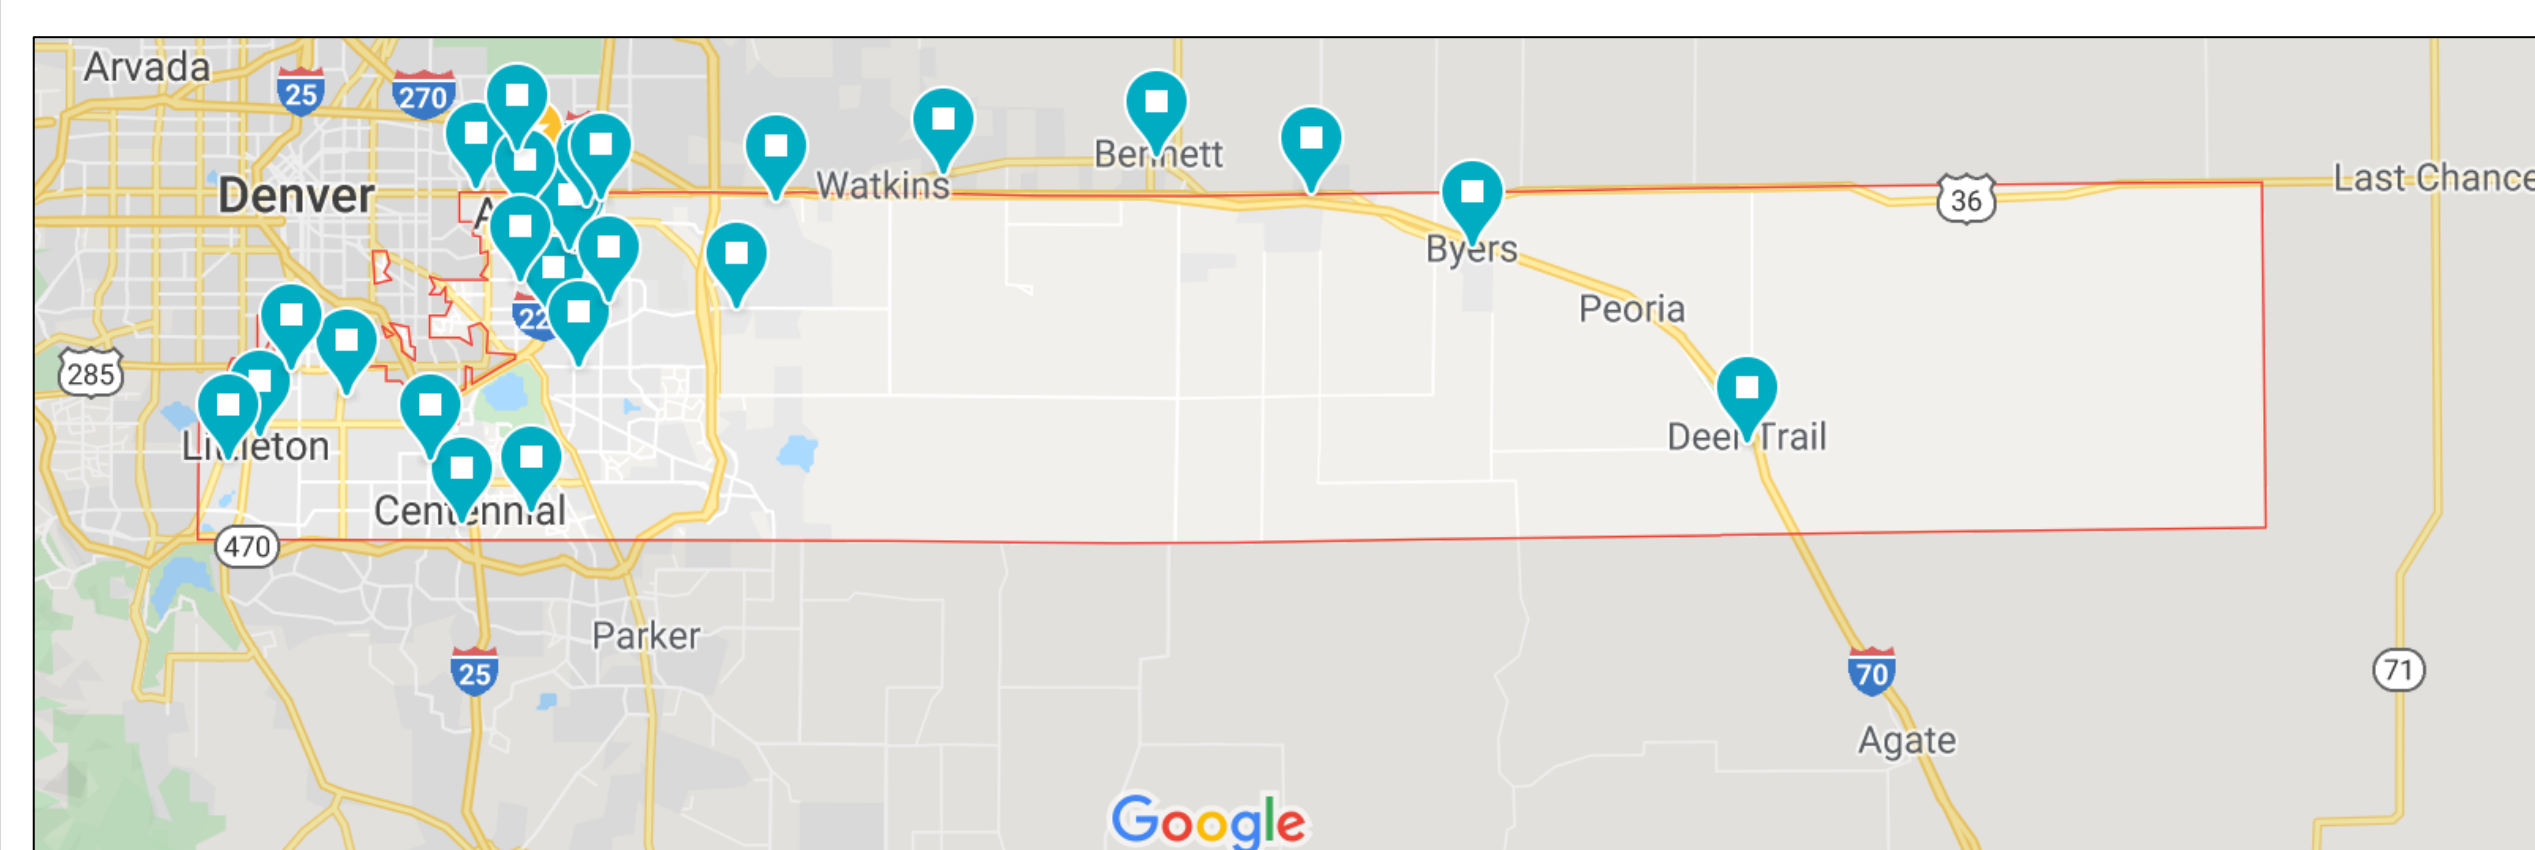 Arvada
25
270
Bennett
Watkins
Denver
Last Chance
36
A
Byers
Peoria
22
285
Deer Trail
Littleton
Centennial
470
Parker
25
70
71
Agate
Google